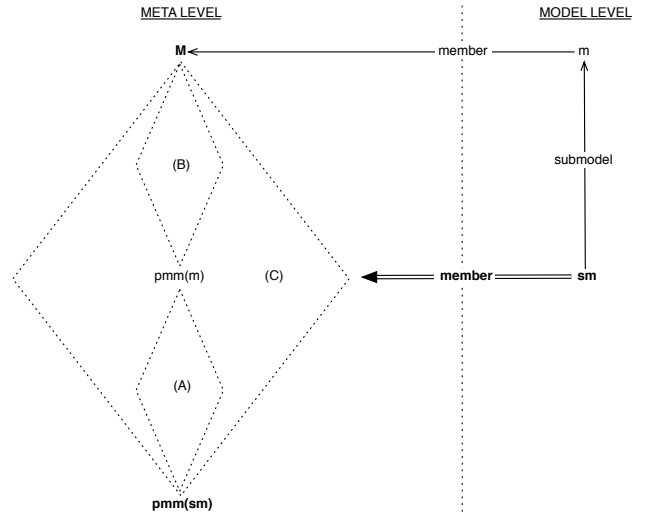 META LEVEL
MODEL LEVEL
M
member
m
(B)
submodel
pmm(m)
(C)
member
sm
(A)
pmm(sm)